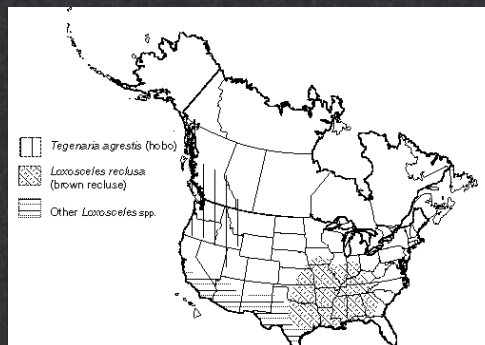 Tegenaria agrestis (hobo)
Loxosceles reclusa
(brown recluse)
Other Loxosceles spp.